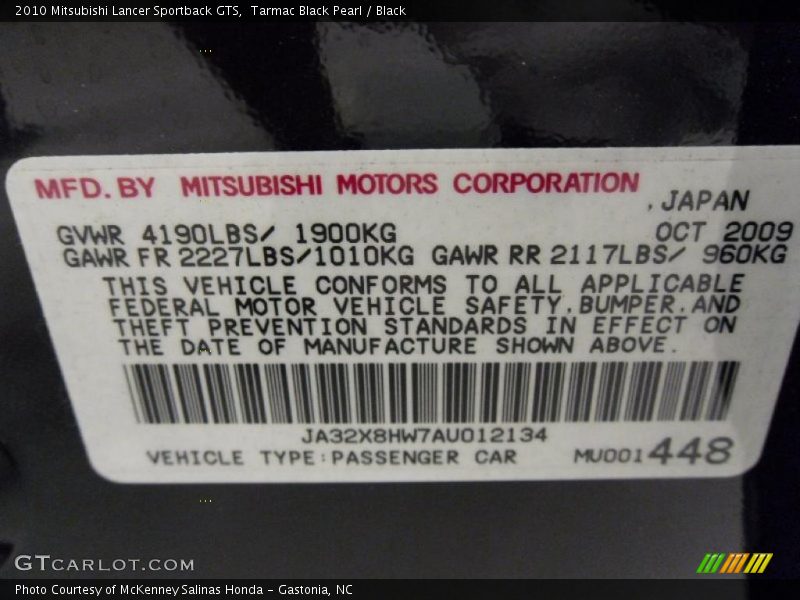 2010 Mitsubishi Lancer Sportback GTS,  Tarmac Black Pearl / Black
MFD. BY MITSUBISHI MOTORS CORPORATION
, JAPAN
GVWR 4190LBS/ 1900KG OCT 2009
GAWR FR 2227LBS/1010KG GAWR RR 2117LBS/ 960KG
THIS VEHICLE CONFORMS TO ALL APPLICABLE
FEDERAL MOTOR VEHICLE SAFETY, BUMPER, AND
THEFT PREVENTION STANDARDS IN EFFECT ON
THE DATE OF MANUFACTURE SHOWN ABOVE.
JA32X8HW7AU012134
VEHICLE TYPE:PASSENGER CAR MU001448
GTCARLOT.COM
Photo Courtesy of McKenney Salinas Honda - Gastonia, NC